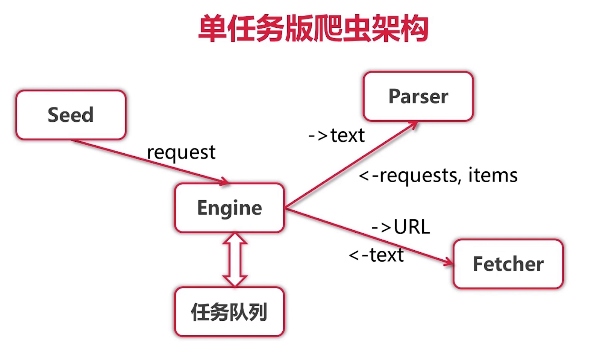 单任务版爬虫架构
Seed
Parser
->text
request
<-requests, items
Engine
->URL
<-text
Fetcher
任务队列